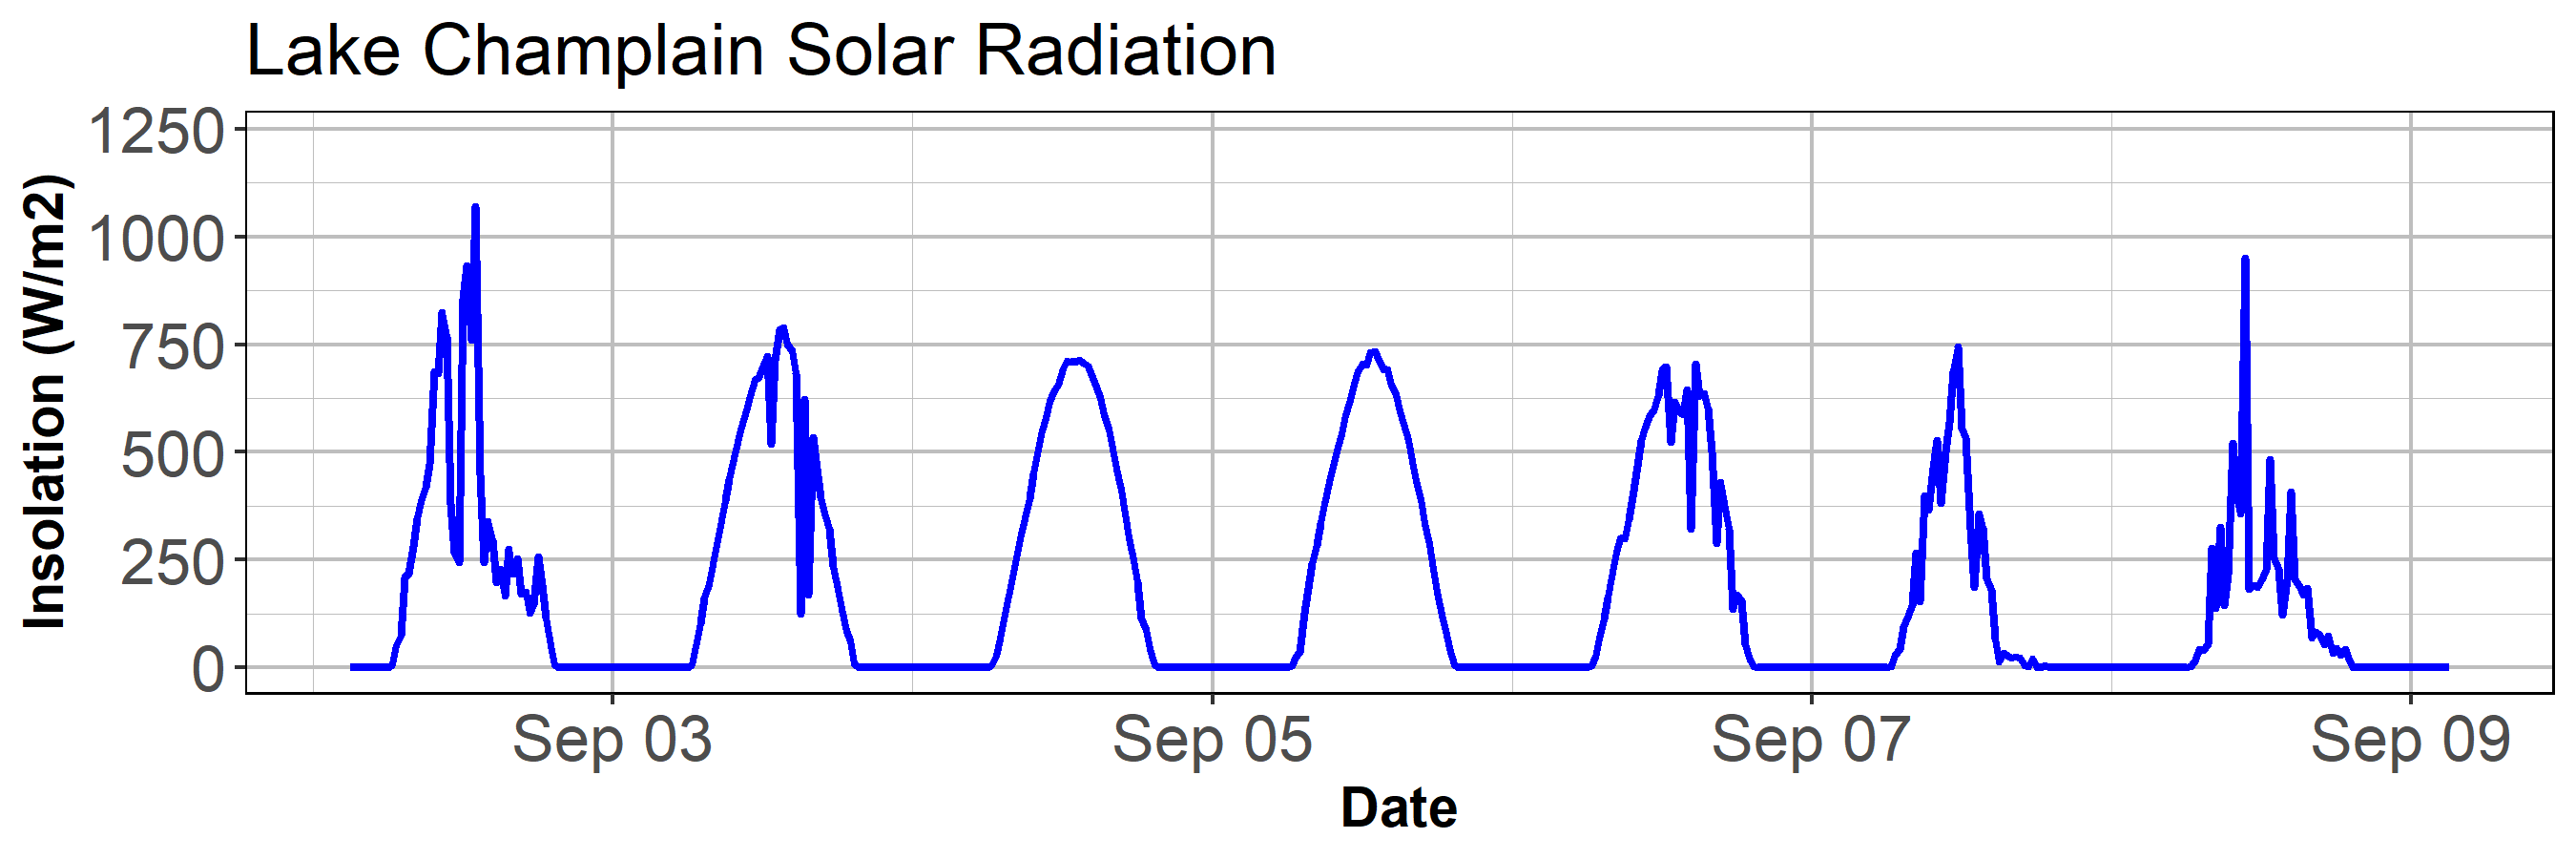 Lake Champlain Solar Radiation
Insolation (W/m2)
1250
1000
750
500
250
0
Sep 03 Sep 05 Sep 07 Sep 09
Date